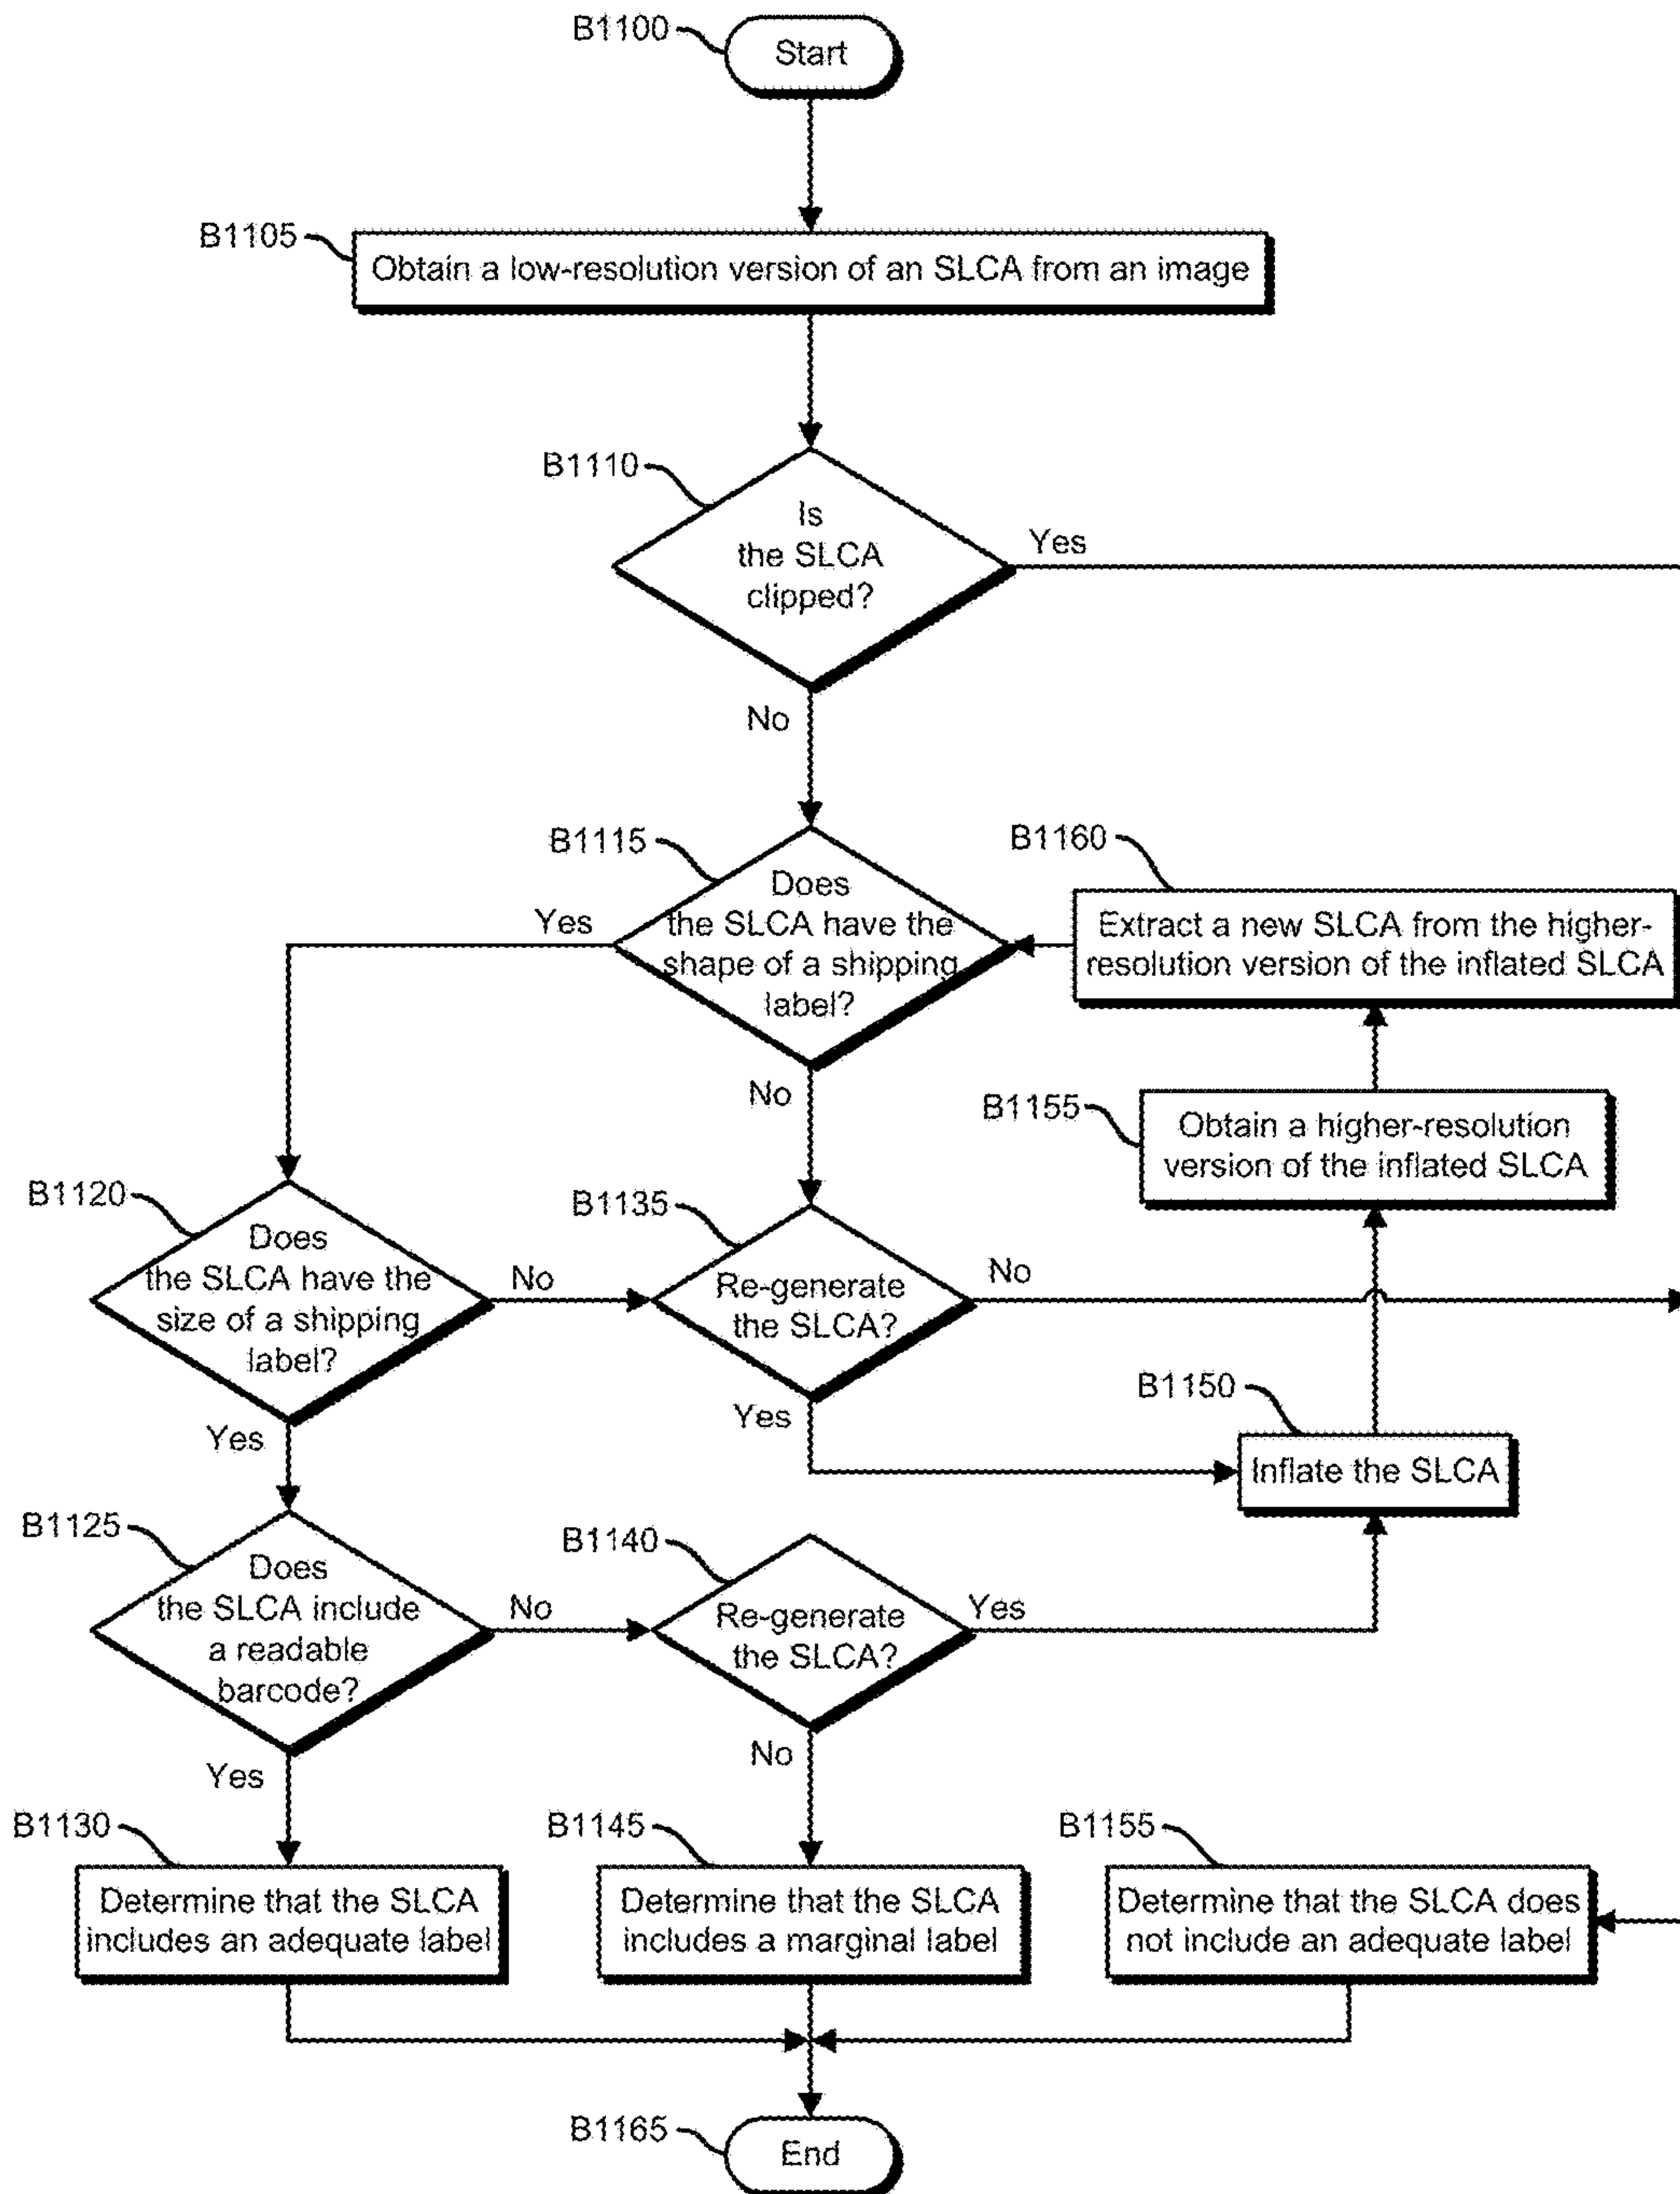 B1100
Start
B1105
Obtain a low-resolution version of an SLCA from an image
B1110
Is
the SLCA
clipped?
Yes
No
B1115
Does
the SLCA have the
shape of a shipping
label?
Yes
No
B1160
Extract a new SLCA from the higher-
resolution version of the inflated SLCA
B1155
Obtain a higher-resolution
version of the inflated SLCA
B1120
Does
the SLCA have the
size of a shipping
label?
No
Yes
B1135
Re-generate
the SLCA?
No
Yes
B1150
Inflate the SLCA
B1125
Does
the SLCA include
a readable
barcode?
No
Yes
B1140
Re-generate
the SLCA?
Yes
No
B1130
Determine that the SLCA
includes an adequate label
B1145
Determine that the SLCA
includes a marginal label
B1155
Determine that the SLCA does
not include an adequate label
B1165
End